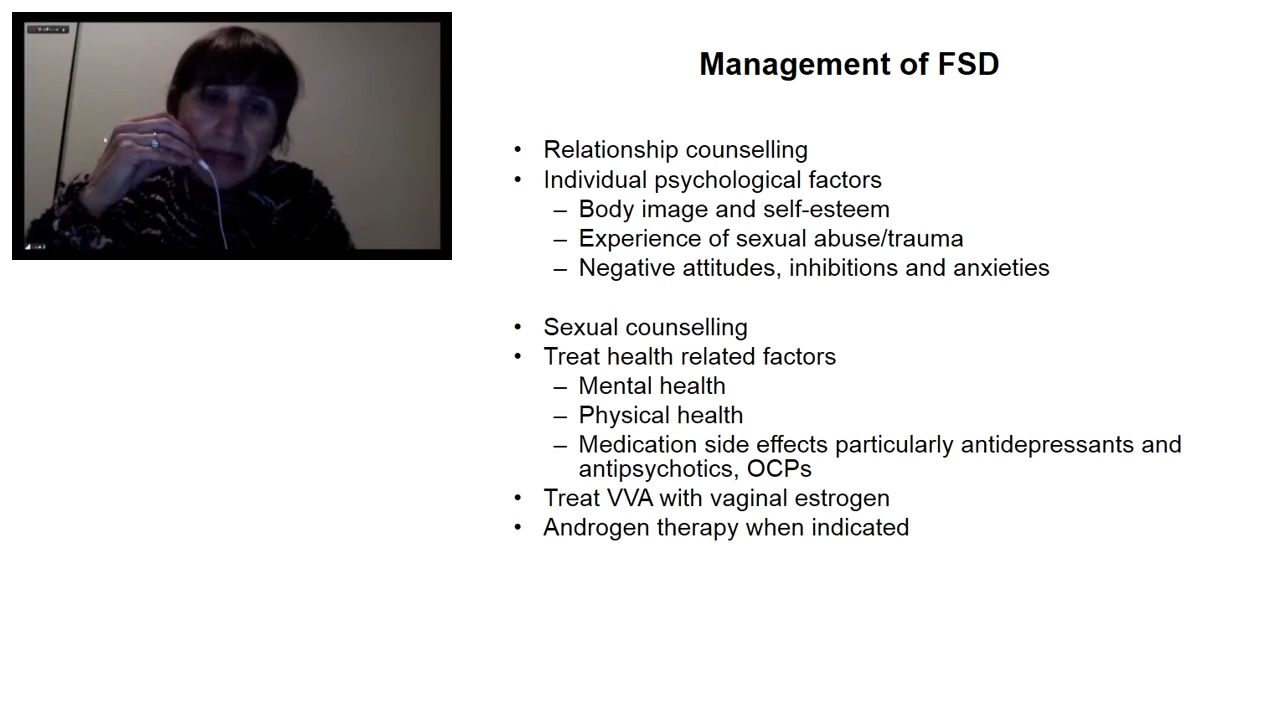 Management of FSD
• Relationship counselling
• Individual psychological factors
– Body image and self-esteem
– Experience of sexual abuse/trauma
– Negative attitudes, inhibitions and anxieties
• Sexual counselling
• Treat health related factors
– Mental health
– Physical health
– Medication side effects particularly antidepressants and
antipsychotics, OCPs
• Treat VVA with vaginal estrogen
• Androgen therapy when indicated